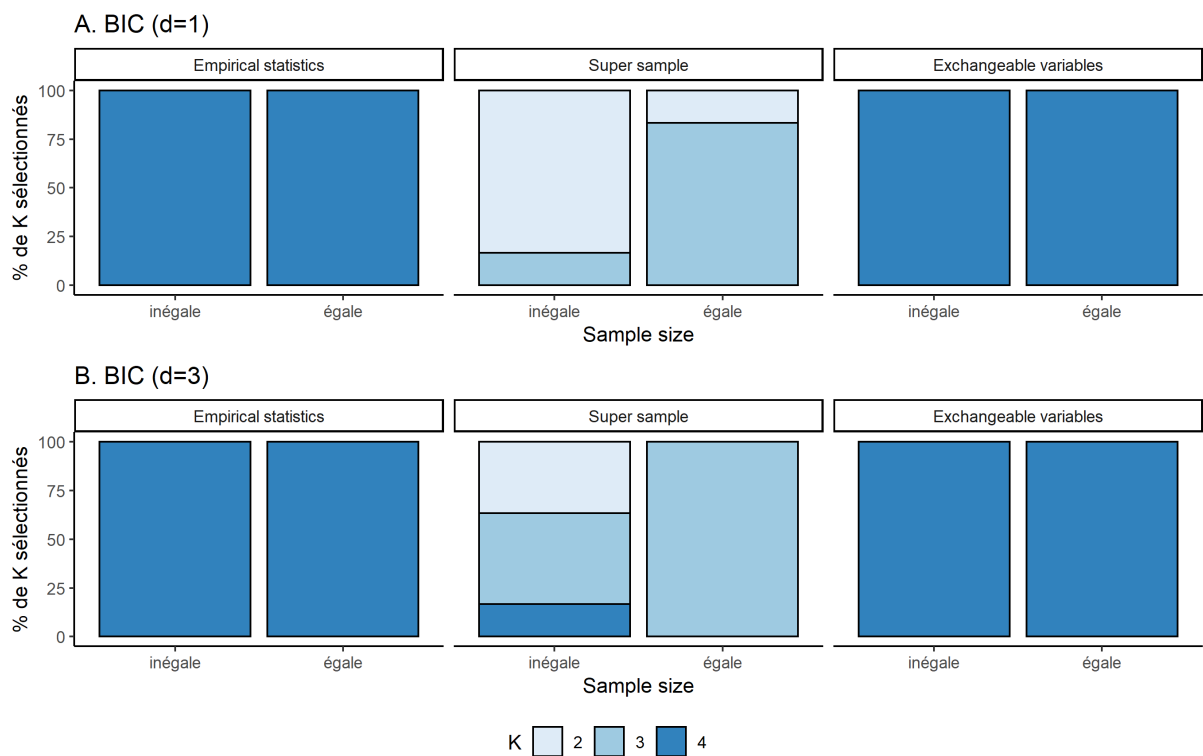 A. BIC (d=1)
Empirical statistics
Super sample
Exchangeable variables
% de K sélectionnés
100
75
50
25
0
inégale
égale
inégale
égale
inégale
égale
Sample size
B. BIC (d=3)
Empirical statistics
Super sample
Exchangeable variables
% de K sélectionnés
100
75
50
25
0
inégale
égale
inégale
égale
inégale
égale
Sample size
K 2 3 4